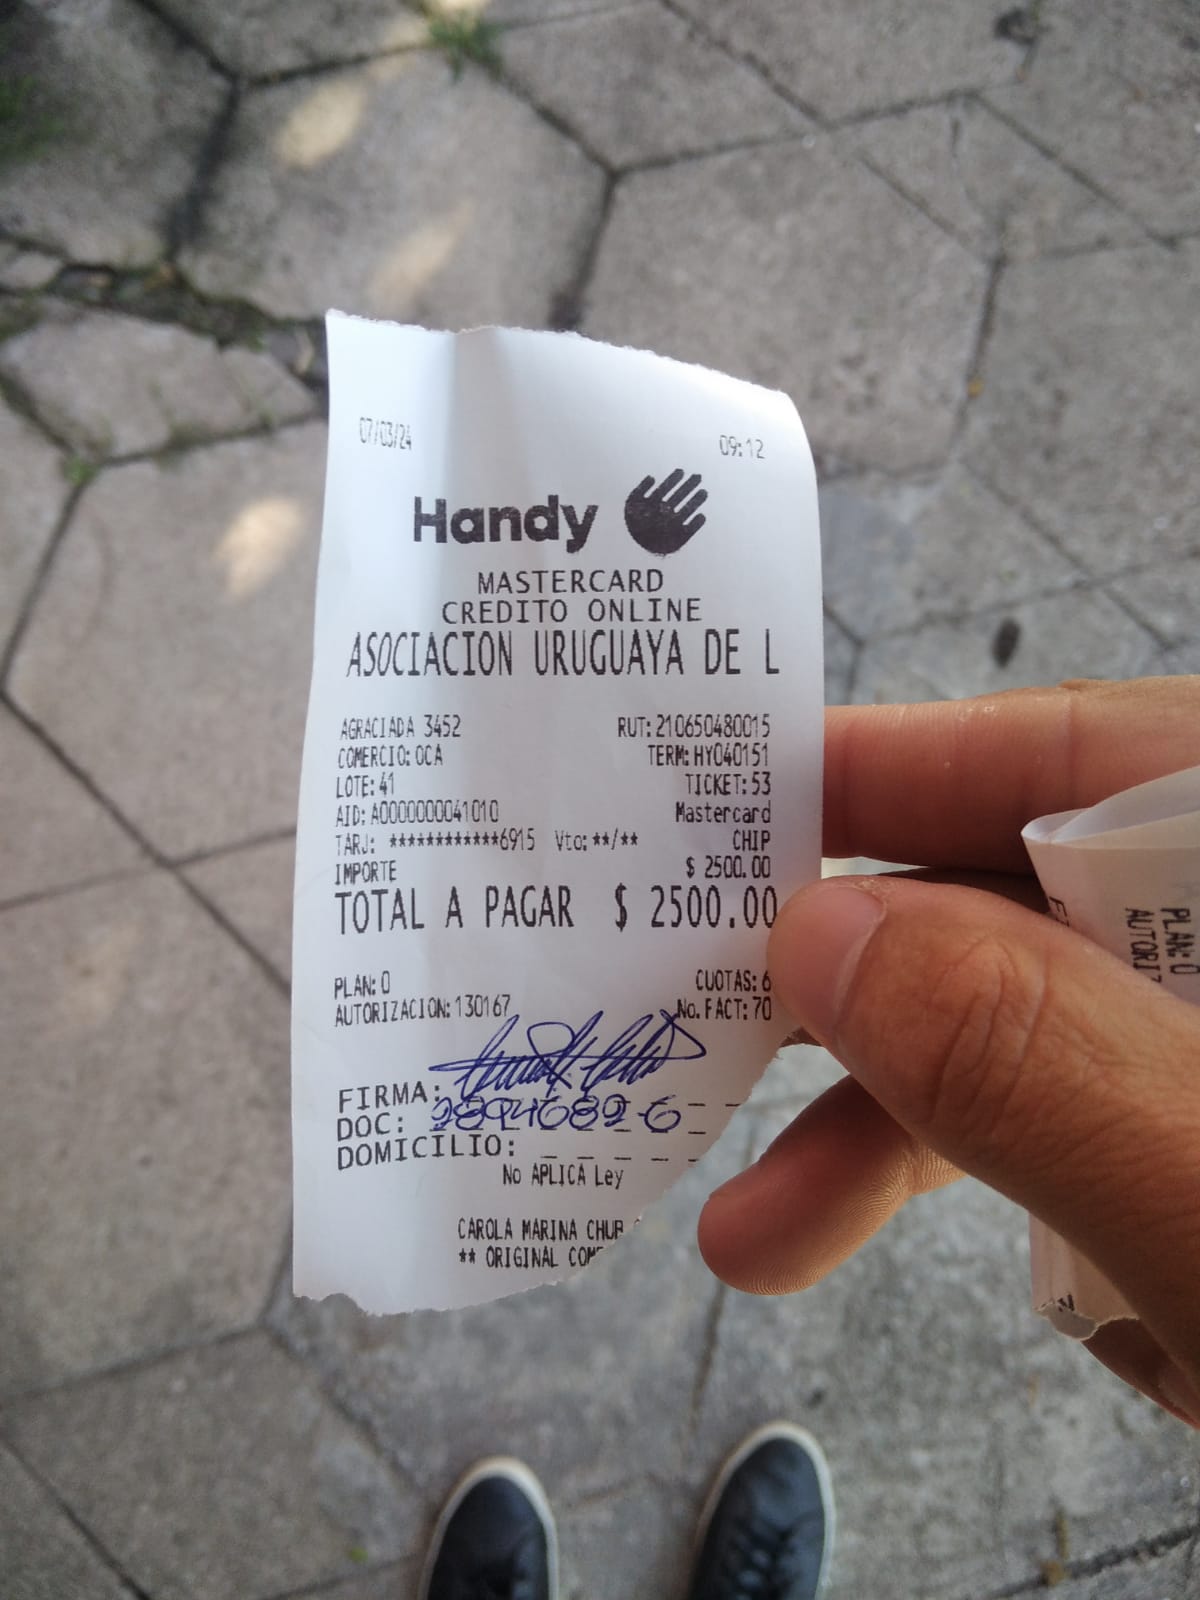 07/03/24 09:12
Handy
MASTERCARD
CREDITO ONLINE
ASOCIACION URUGUAYA DE L
AGRACIADA 3452 RUT: 210650480015
COMERCIO: OCA TERM: HY040151
LOTE: 41 TICKET: 53
AID: A0000000041010 Mastercard
TARJ: ************6915 Vto: **/** CHIP
IMPORTE $ 2500.00
TOTAL A PAGAR $ 2500.00
PLAN: 0 CUOTAS: 6
AUTORIZACION: 130167 No. FACT: 70
FIRMA:
DOC:
DOMICILIO:
No APLICA Ley
CAROLA MARINA
** ORIGINAL
PLAN: 0